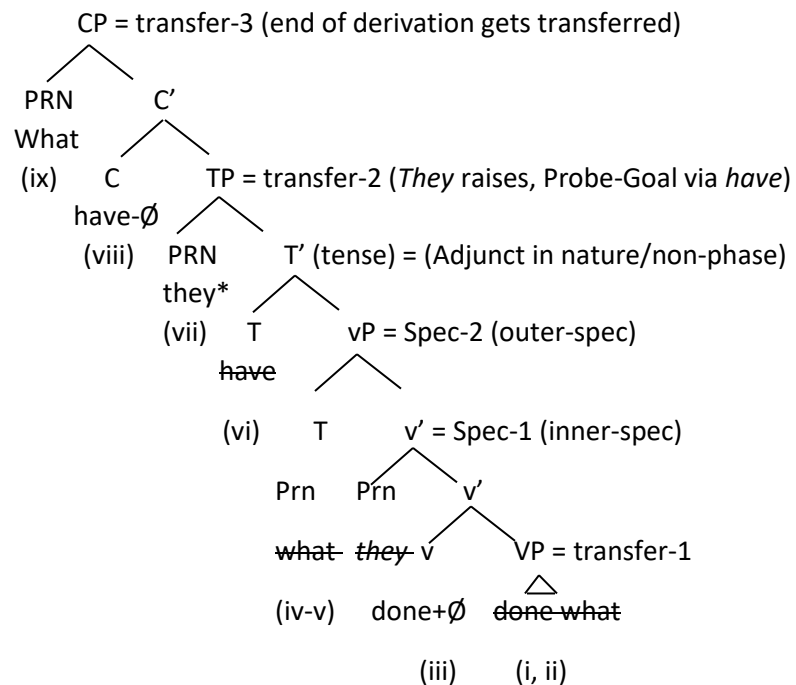 CP = transfer-3 (end of derivation gets transferred)
PRN C’
What
(ix) C TP = transfer-2 (They raises, Probe-Goal via have)
have-Ø
(viii) PRN T’ (tense) = (Adjunct in nature/non-phase)
they*
(vii) T vP = Spec-2 (outer-spec)
have
(vi) T v’ = Spec-1 (inner-spec)
Prn Prn v’
what they v VP = transfer-1
(iv-v) done+Ø done what
(iii) (i, ii)